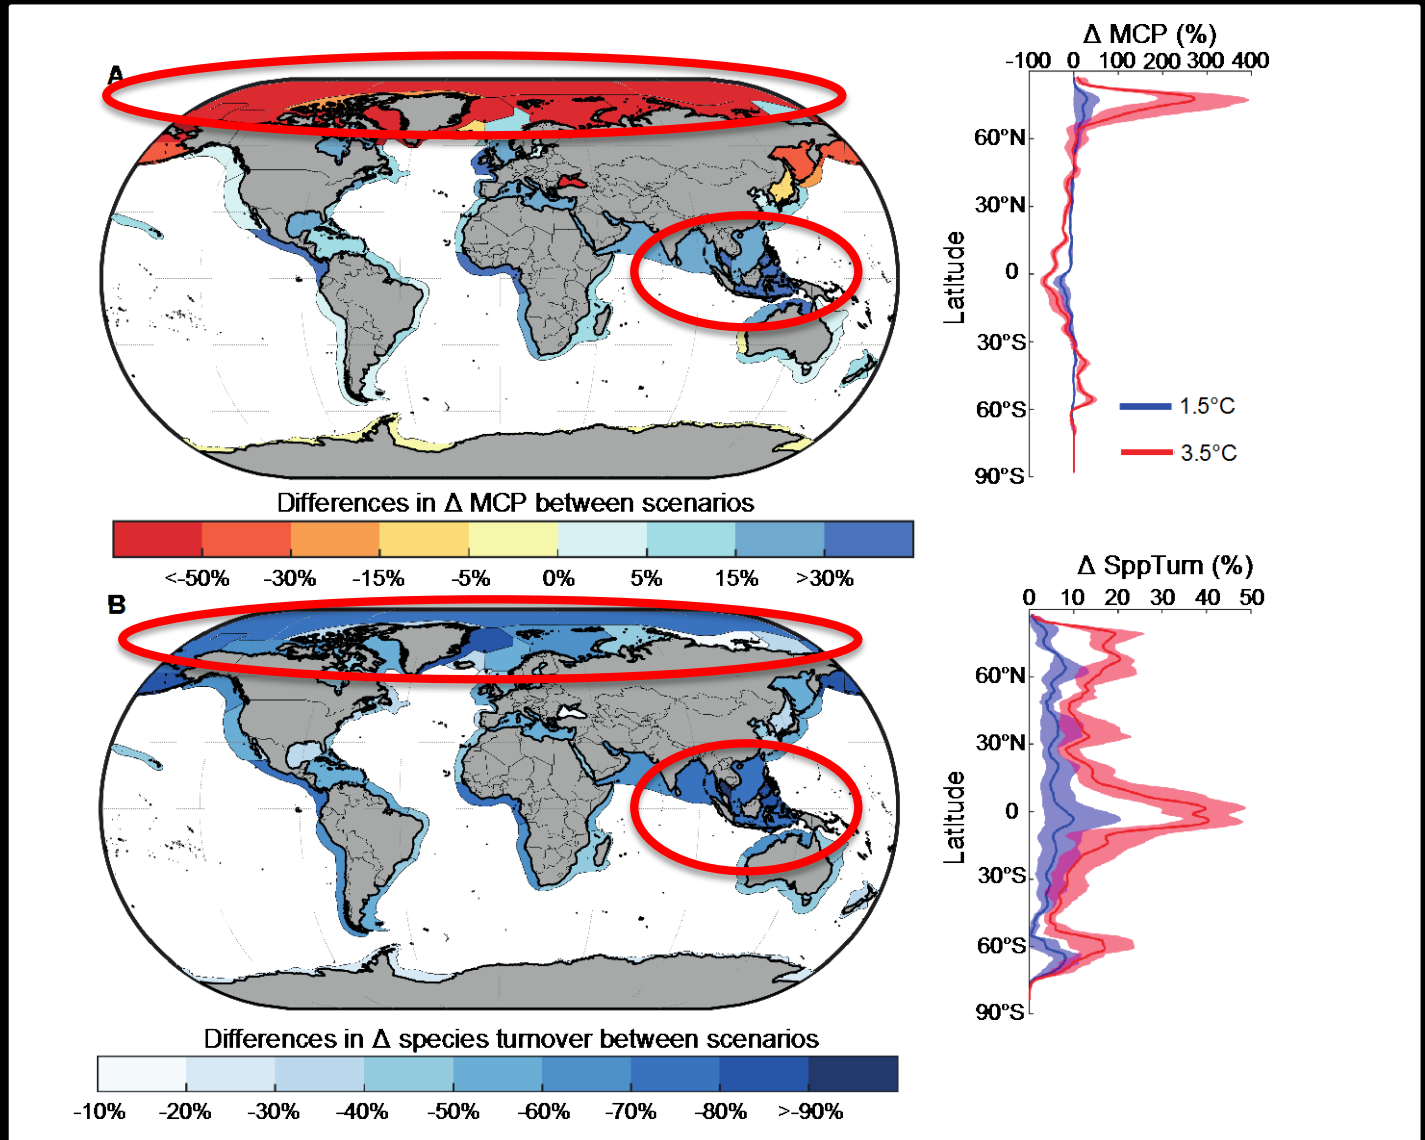 A
Δ MCP (%)
-100 0 100 200 300 400
60°N
30°N
0
30°S
60°S
90°S
Latitude
1.5°C
3.5°C
Differences in Δ MCP between scenarios
<-50% -30% -15% -5% 0% 5% 15% >30%
B
Δ SppTurn (%)
0 10 20 30 40 50
60°N
30°N
0
30°S
60°S
90°S
Latitude
Differences in Δ species turnover between scenarios
-10% -20% -30% -40% -50% -60% -70% -80% >-90%